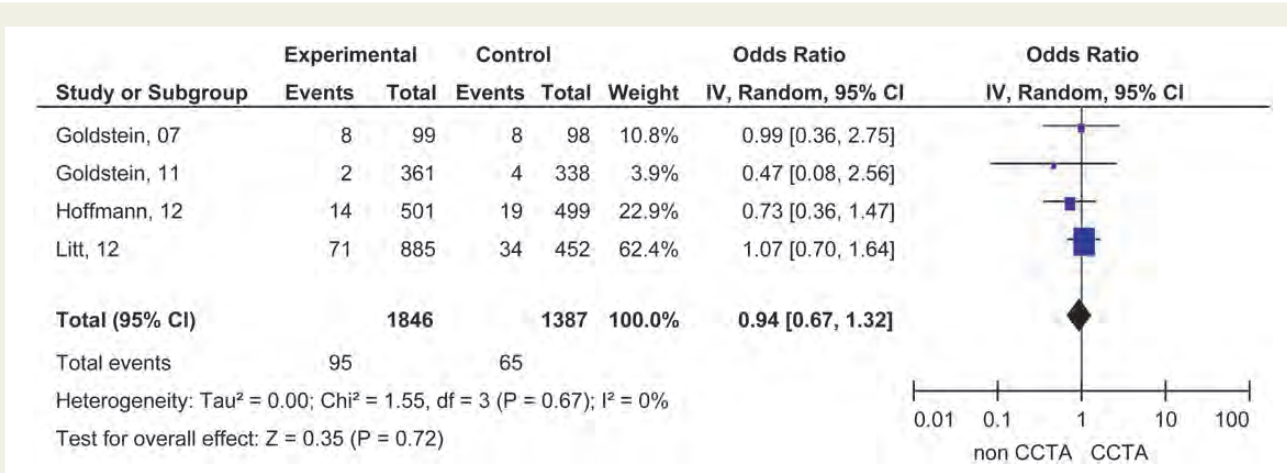 Experimental Control Odds Ratio Odds Ratio
Study or Subgroup Events Total Events Total Weight IV, Random, 95% CI IV, Random, 95% CI
Goldstein, 07 8 99 8 98 10.8% 0.99 [0.36, 2.75]
Goldstein, 11 2 361 4 338 3.9% 0.47 [0.08, 2.56]
Hoffmann, 12 14 501 19 499 22.9% 0.73 [0.36, 1.47]
Litt, 12 71 885 34 452 62.4% 1.07 [0.70, 1.64]
Total (95% CI) 1846 1387 100.0% 0.94 [0.67, 1.32]
Total events 95 65
Heterogeneity: Tau² = 0.00; Chi² = 1.55, df = 3 (P = 0.67); I² = 0%
Test for overall effect: Z = 0.35 (P = 0.72)
0.01 0.1 1 10 100
non CCTA CCTA